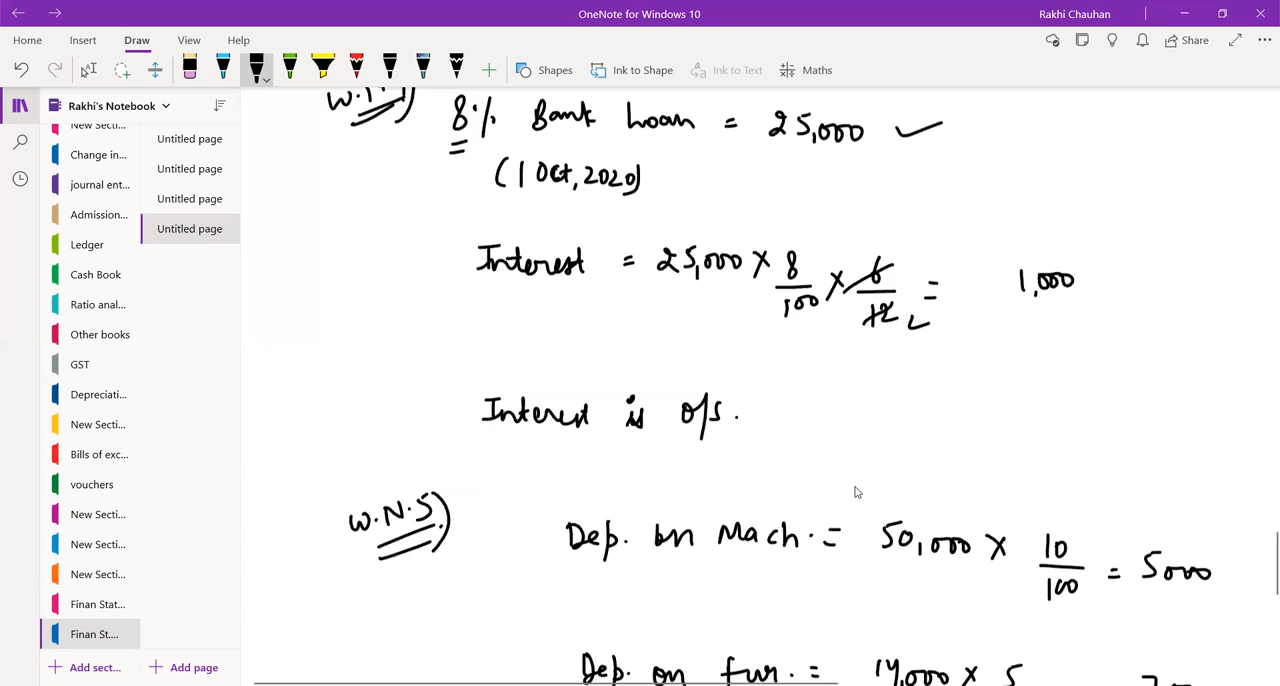 OneNote for Windows 10
Rakhi Chauhan
Home Insert Draw View Help
Share
Shapes Ink to Shape Ink to Text Maths
Rakhi's Notebook
New Secti...
Change in...
journal ent...
Admission...
Ledger
Cash Book
Ratio anal...
Other books
GST
Depreciati...
New Secti...
Bills of exc...
vouchers
New Secti...
New Secti...
New Secti...
Finan Stat...
Finan St....
Add sect...
Add page
Untitled page
Untitled page
Untitled page
Untitled page
8% Bank Loan = 25,000
(1 Oct, 2020)
Interest = 25,000 × 8/100 × 6/12 = 1,000
Interest is o/s.
W.N.5)
Dep. on Mach. = 50,000 × 10/100 = 5000
Dep. on fur. = 14,000 × 5